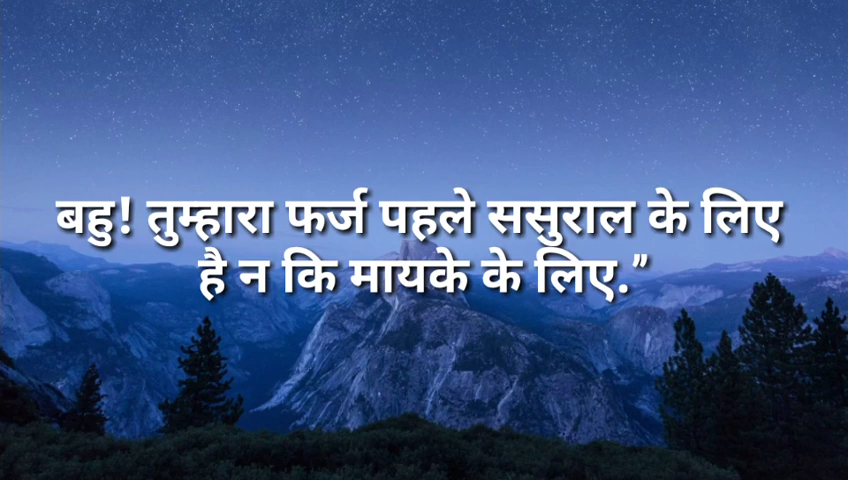 बहु! तुम्हारा फर्ज पहले ससुराल के लिए
है न कि मायके के लिए.”